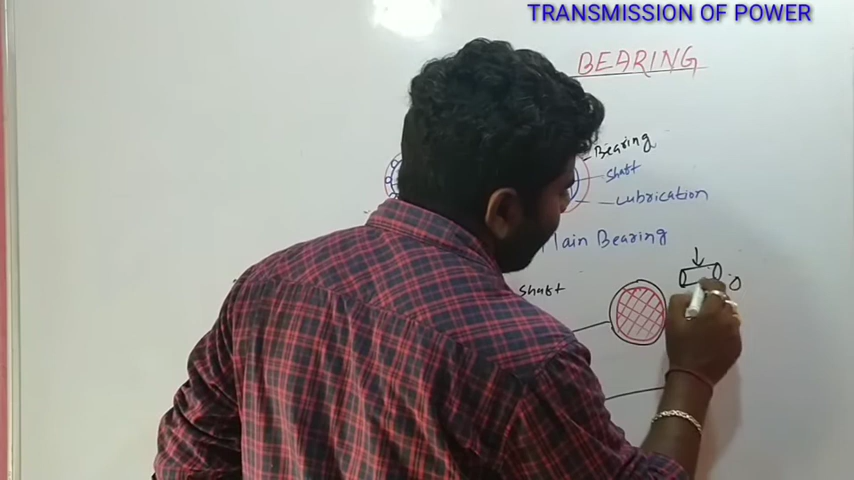 TRANSMISSION OF POWER
BEARING
Bearing
shaft
Lubrication
lain Bearing
shaft